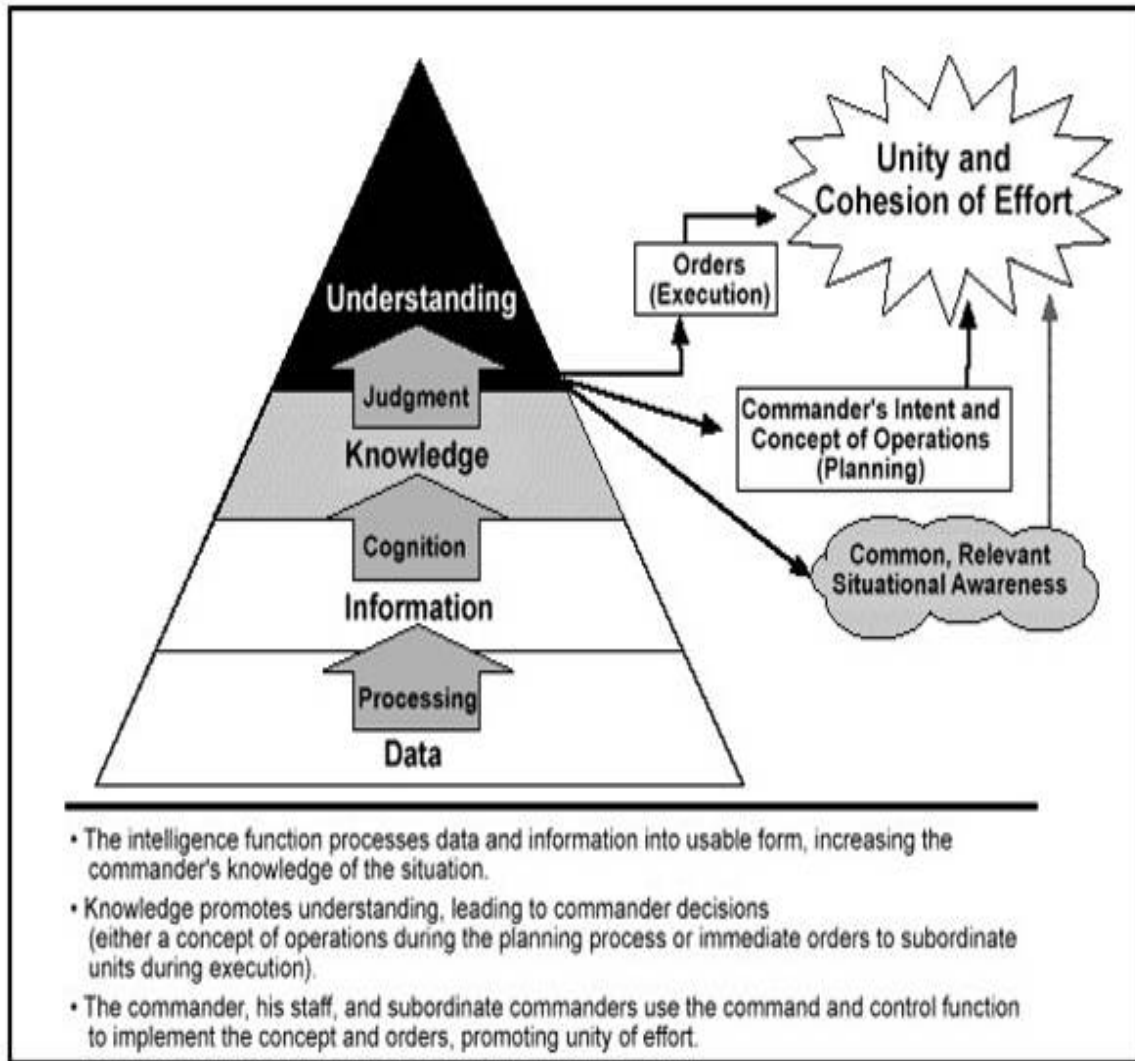 Unity and
Cohesion of Effort
Orders
(Execution)
Understanding
Judgment
Commander's Intent and
Concept of Operations
(Planning)
Knowledge
Cognition
Common, Relevant
Situational Awareness
Information
Processing
Data
• The intelligence function processes data and information into usable form, increasing the
commander's knowledge of the situation.
• Knowledge promotes understanding, leading to commander decisions
(either a concept of operations during the planning process or immediate orders to subordinate
units during execution).
• The commander, his staff, and subordinate commanders use the command and control function
to implement the concept and orders, promoting unity of effort.